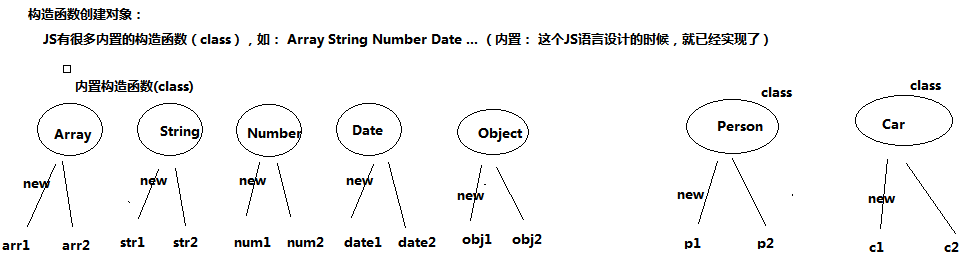 构造函数创建对象：
JS有很多内置的构造函数（class），如： Array String Number Date ... （内置： 这个JS语言设计的时候，就已经实现了）
内置构造函数(class)
class
class
Array
String
Number
Date
Object
Person
Car
new
new
new
new
new
new
new
arr1
arr2
str1
str2
num1
num2
date1
date2
obj1
obj2
p1
p2
c1
c2